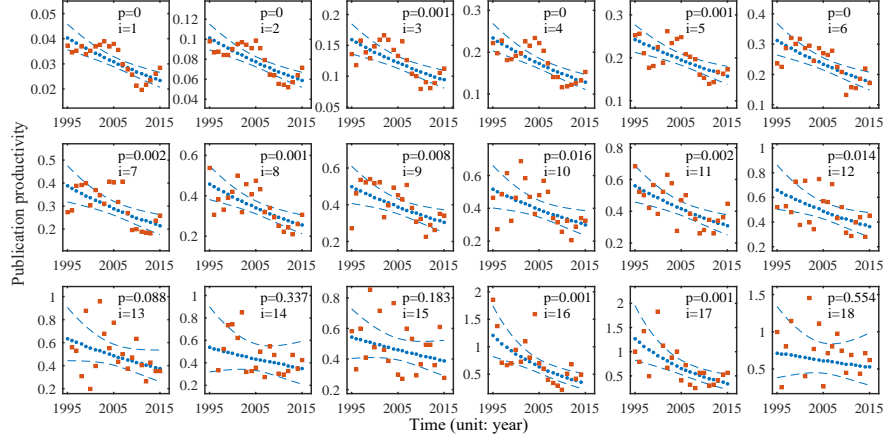 p=0 p=0 p=0.001 p=0 p=0.001 p=0
i=1 i=2 i=3 i=4 i=5 i=6
0.05 0.12 0.2 0.3 0.3 0.4
0.04 0.1 0.15 0.2 0.2 0.3
0.03 0.08 0.1 0.1 0.1 0.2
0.02 0.06 0.1
0.04
1995 2005 2015 1995 2005 2015 1995 2005 2015 1995 2005 2015 1995 2005 2015 1995 2005 2015
Publication productivity
p=0.002 p=0.001 p=0.008 p=0.016 p=0.002 p=0.014
i=7 i=8 i=9 i=10 i=11 i=12
0.5 0.6 0.6 0.8 0.8 1
0.4 0.4 0.4 0.6 0.6 0.8
0.3 0.2 0.2 0.4 0.4 0.6
0.2 0.2 0.2 0.4
0.2
1995 2005 2015 1995 2005 2015 1995 2005 2015 1995 2005 2015 1995 2005 2015 1995 2005 2015
p=0.088 p=0.337 p=0.183 p=0.001 p=0.001 p=0.554
i=13 i=14 i=15 i=16 i=17 i=18
1 1 0.8 2 2 1.5
0.8 0.8 0.6 1.5 1.5 1
0.6 0.6 0.4 1 1 0.5
0.4 0.4 0.2 0.5 0.5
0.2 0.2
1995 2005 2015 1995 2005 2015 1995 2005 2015 1995 2005 2015 1995 2005 2015 1995 2005 2015
Time (unit: year)